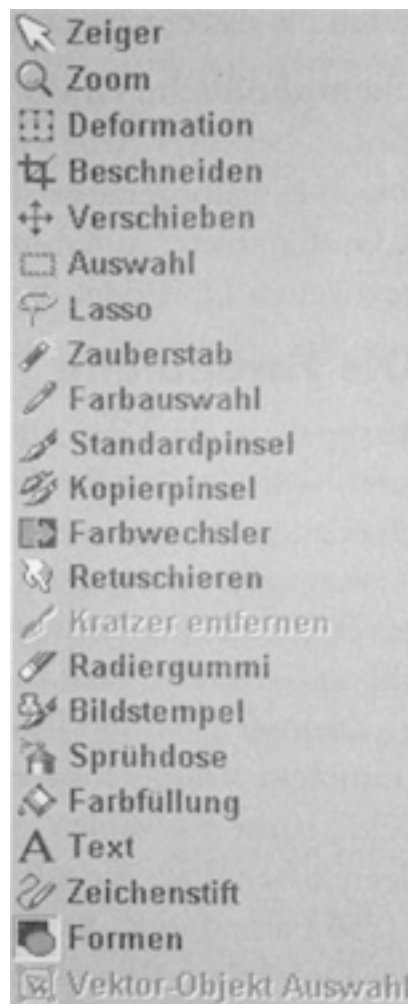 Zeiger
Zoom
Deformation
Beschneiden
Verschieben
Auswahl
Lasso
Zauberstab
Farbauswahl
Standardpinsel
Kopierpinsel
Farbwechsler
Retuschieren
Kratzer entfernen
Radiergummi
Bildstempel
Sprühdose
Farbfüllung
A Text
Zeichenstift
Formen
Vektor-Objekt Auswahl